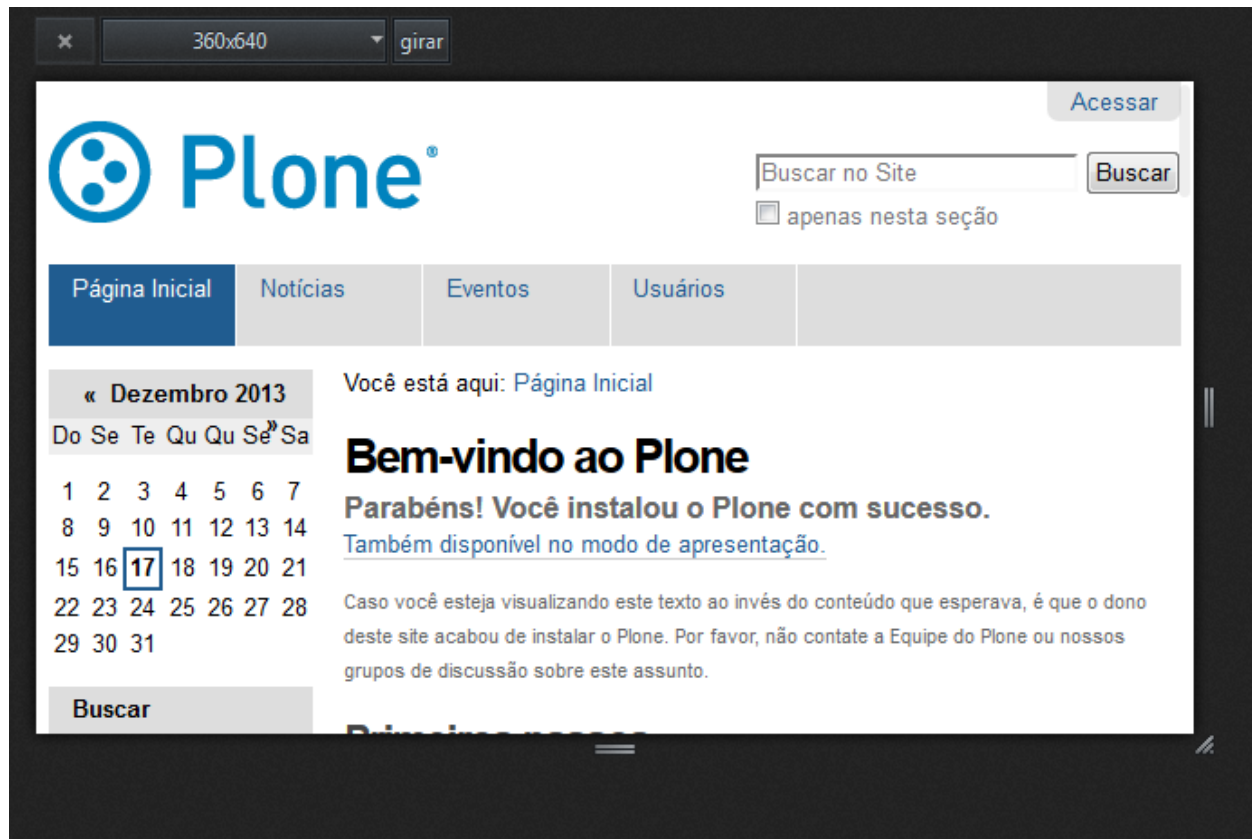 × 360x640 girar
Acessar
Plone®
Buscar no Site Buscar
apenas nesta seção
Página Inicial Notícias Eventos Usuários
« Dezembro 2013 »
Do Se Te Qu Qu Se Sa
1 2 3 4 5 6 7
8 9 10 11 12 13 14
15 16 17 18 19 20 21
22 23 24 25 26 27 28
29 30 31
Buscar
Você está aqui: Página Inicial
Bem-vindo ao Plone
Parabéns! Você instalou o Plone com sucesso.
Também disponível no modo de apresentação.
Caso você esteja visualizando este texto ao invés do conteúdo que esperava, é que o dono
deste site acabou de instalar o Plone. Por favor, não contate a Equipe do Plone ou nossos
grupos de discussão sobre este assunto.